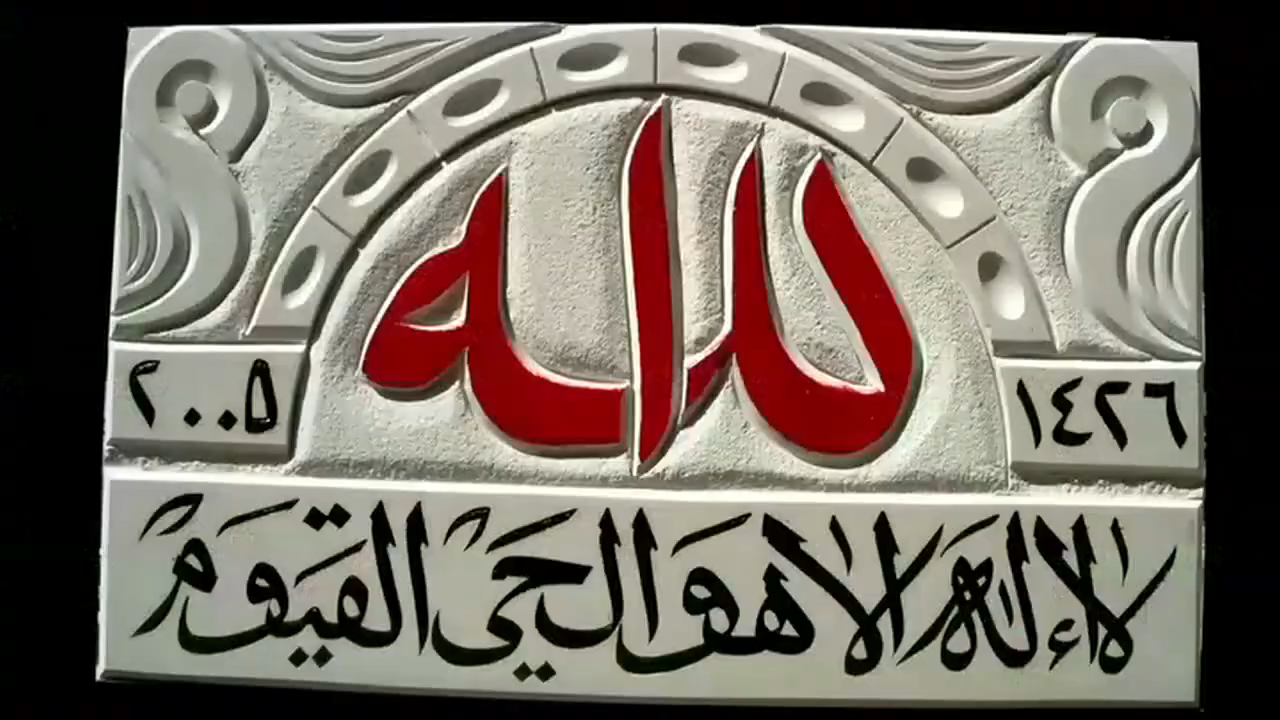 الله
١٤٢٦
٢٠٠٥
لا إله إلا هو الحي القيوم